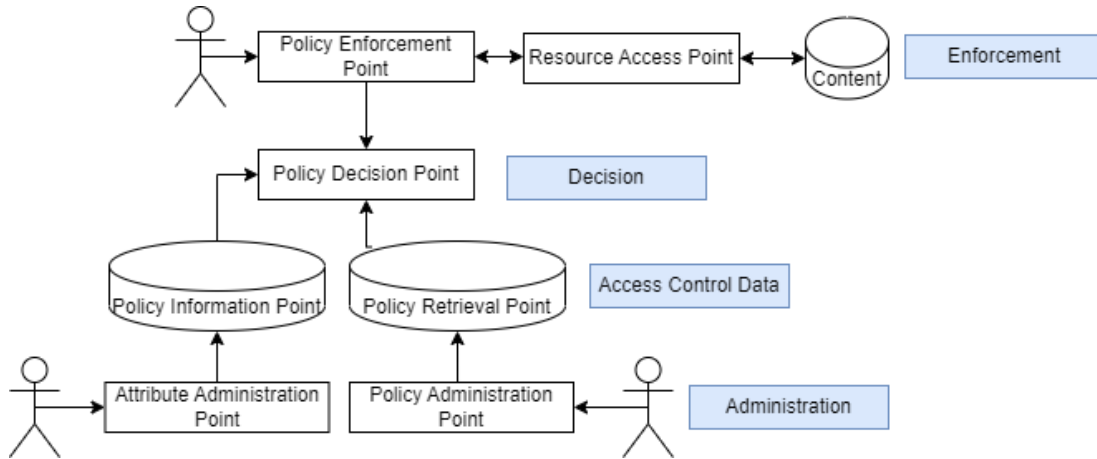 Policy Enforcement
Point
Resource Access Point
Content
Enforcement
Policy Decision Point
Decision
Policy Information Point
Policy Retrieval Point
Access Control Data
Attribute Administration
Point
Policy Administration
Point
Administration